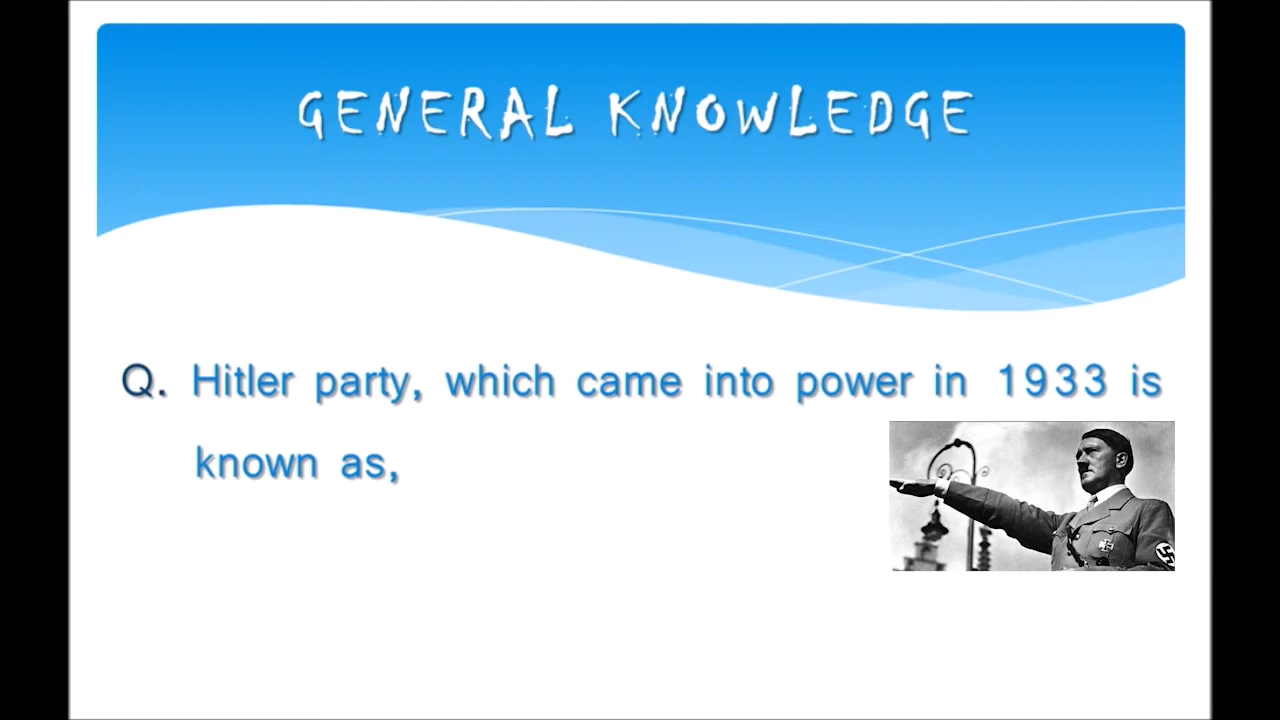 GENERAL KNOWLEDGE
Q. Hitler party, which came into power in 1933 is
known as,